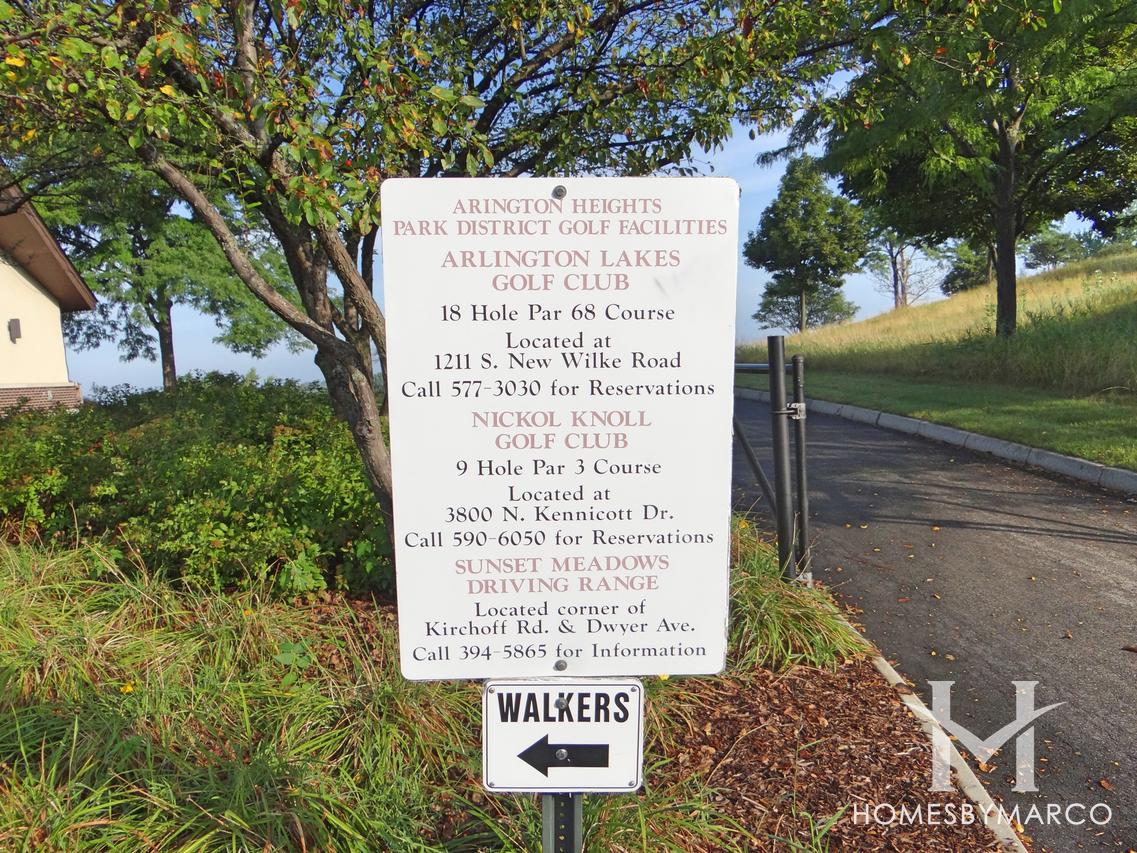 ARINGTON HEIGHTS
PARK DISTRICT GOLF FACILITIES
ARLINGTON LAKES
GOLF CLUB
18 Hole Par 68 Course
Located at
1211 S. New Wilke Road
Call 577-3030 for Reservations
NICKOL KNOLL
GOLF CLUB
9 Hole Par 3 Course
Located at
3800 N. Kennicott Dr.
Call 590-6050 for Reservations
SUNSET MEADOWS
DRIVING RANGE
Located corner of
Kirchoff Rd. & Dwyer Ave.
Call 394-5865 for Information
WALKERS
HOMESBYMARCO